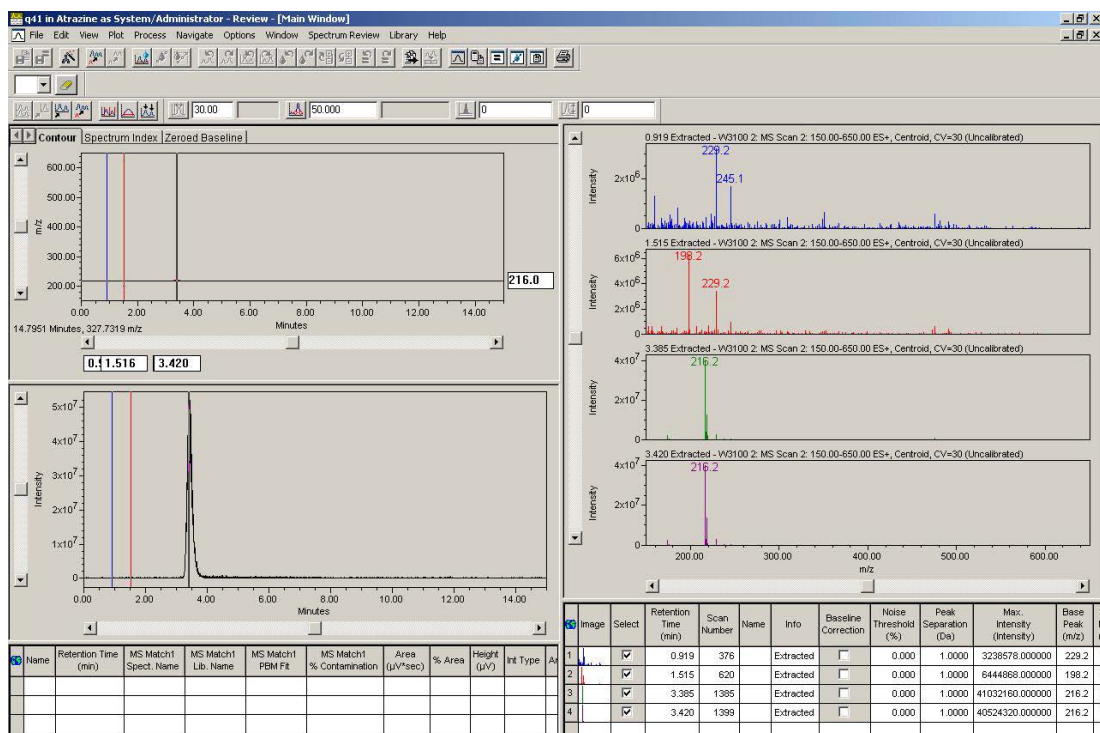 q41 in Atrazine as System/Administrator - Review - [Main Window]
File Edit View Plot Process Navigate Options Window Spectrum Review Library Help
30.00 50.000 0 0
Contour Spectrum Index Zeroed Baseline
600.00
500.00
400.00
300.00
200.00
m/z
216.0
0.00 2.00 4.00 6.00 8.00 10.00 12.00 14.00
Minutes
14.7951 Minutes, 327.7319 m/z
1.516 3.420
5x10^7
4x10^7
3x10^7
2x10^7
1x10^7
0
Intensity
0.00 2.00 4.00 6.00 8.00 10.00 12.00 14.00
Minutes
Name Retention Time (min) MS Match1 Spect. Name MS Match1 Lib. Name MS Match1 PBM Fit MS Match1 % Contamination Area (µV*sec) % Area Height (µV) Int Type
0.919 Extracted - W3100 2: MS Scan 2: 150.00-650.00 ES+, Centroid, CV=30 (Uncalibrated)
229.2
245.1
2x10^6
0
Intensity
1.515 Extracted - W3100 2: MS Scan 2: 150.00-650.00 ES+, Centroid, CV=30 (Uncalibrated)
198.2
229.2
6x10^6
4x10^6
2x10^6
0
Intensity
3.385 Extracted - W3100 2: MS Scan 2: 150.00-650.00 ES+, Centroid, CV=30 (Uncalibrated)
216.2
4x10^7
2x10^7
0
Intensity
3.420 Extracted - W3100 2: MS Scan 2: 150.00-650.00 ES+, Centroid, CV=30 (Uncalibrated)
216.2
4x10^7
2x10^7
0
Intensity
200.00 300.00 400.00 500.00 600.00
m/z
Image Select Retention Time (min) Scan Number Name Info Baseline Correction Noise Threshold (%) Peak Separation (Da) Max. Intensity (Intensity) Base Peak (m/z)
1 0.919 376 Extracted 0.000 1.0000 3238578.000000 229.2
2 1.515 620 Extracted 0.000 1.0000 6444868.000000 198.2
3 3.385 1385 Extracted 0.000 1.0000 41032160.000000 216.2
4 3.420 1399 Extracted 0.000 1.0000 40524320.000000 216.2